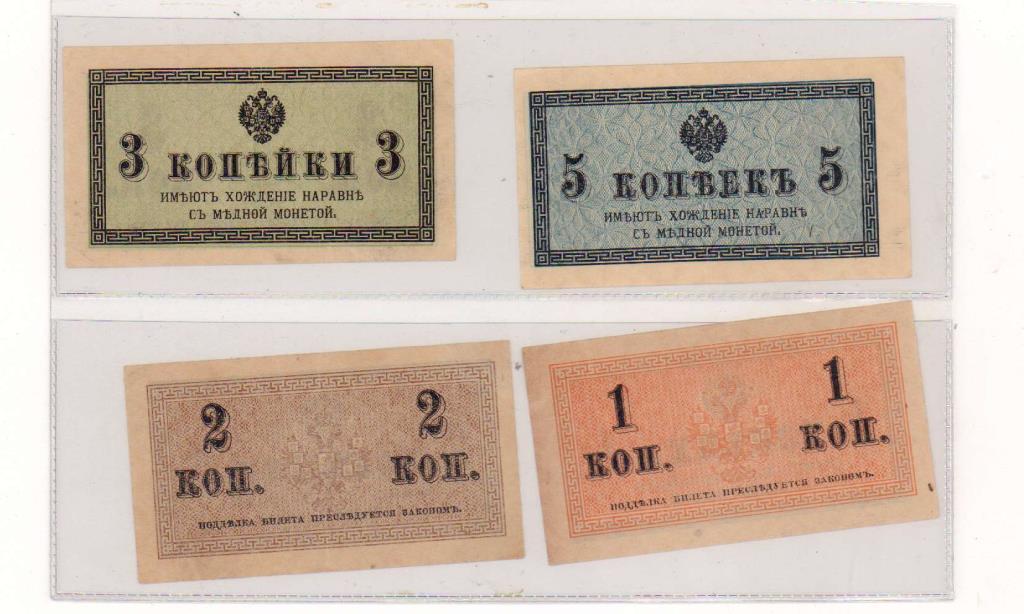 3 КОПѢЙКИ 3
ИМѢЮТЪ ХОЖДЕНІЕ НАРАВНѢ
СЪ МѢДНОЙ МОНЕТОЙ.
5 КОПѢЕКЪ 5
ИМѢЮТЪ ХОЖДЕНІЕ НАРАВНѢ
СЪ МѢДНОЙ МОНЕТОЙ.
2 2
КОП. КОП.
ПОДДѢЛКА БИЛЕТА ПРЕСЛѢДУЕТСЯ ЗАКОНОМЪ.
1 1
КОП. КОП.
ПОДДѢЛКА БИЛЕТА ПРЕСЛѢДУЕТСЯ ЗАКОНОМЪ.